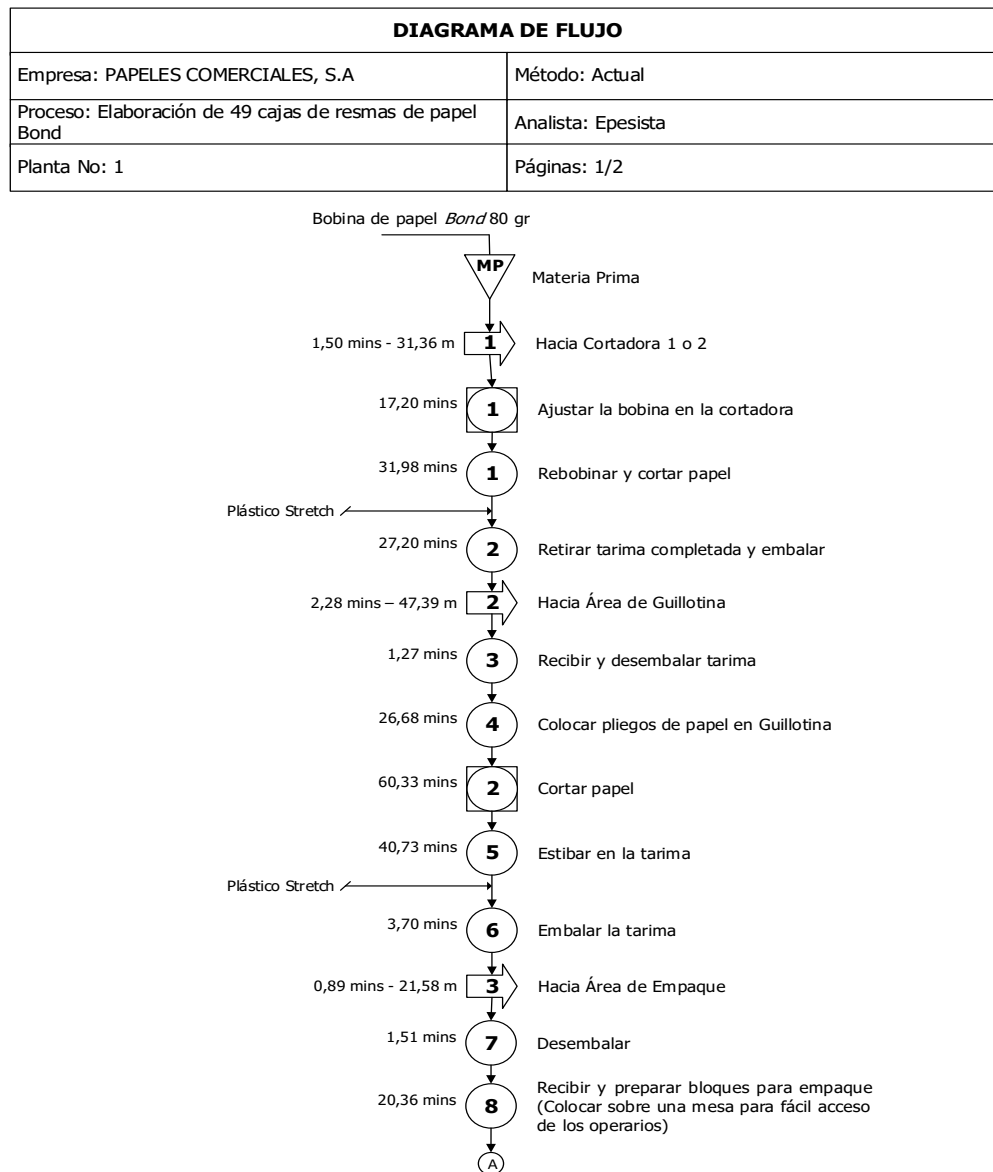 DIAGRAMA DE FLUJO
Empresa: PAPELES COMERCIALES, S.A
Método: Actual
Proceso: Elaboración de 49 cajas de resmas de papel
Bond
Analista: Epesista
Planta No: 1
Páginas: 1/2
Bobina de papel Bond 80 gr
MP
Materia Prima
1,50 mins - 31,36 m
1
Hacia Cortadora 1 o 2
17,20 mins
1
Ajustar la bobina en la cortadora
31,98 mins
1
Rebobinar y cortar papel
Plástico Stretch
27,20 mins
2
Retirar tarima completada y embalar
2,28 mins – 47,39 m
2
Hacia Área de Guillotina
1,27 mins
3
Recibir y desembalar tarima
26,68 mins
4
Colocar pliegos de papel en Guillotina
60,33 mins
2
Cortar papel
40,73 mins
5
Estibar en la tarima
Plástico Stretch
3,70 mins
6
Embalar la tarima
0,89 mins - 21,58 m
3
Hacia Área de Empaque
1,51 mins
7
Desembalar
20,36 mins
8
Recibir y preparar bloques para empaque
(Colocar sobre una mesa para fácil acceso
de los operarios)
A